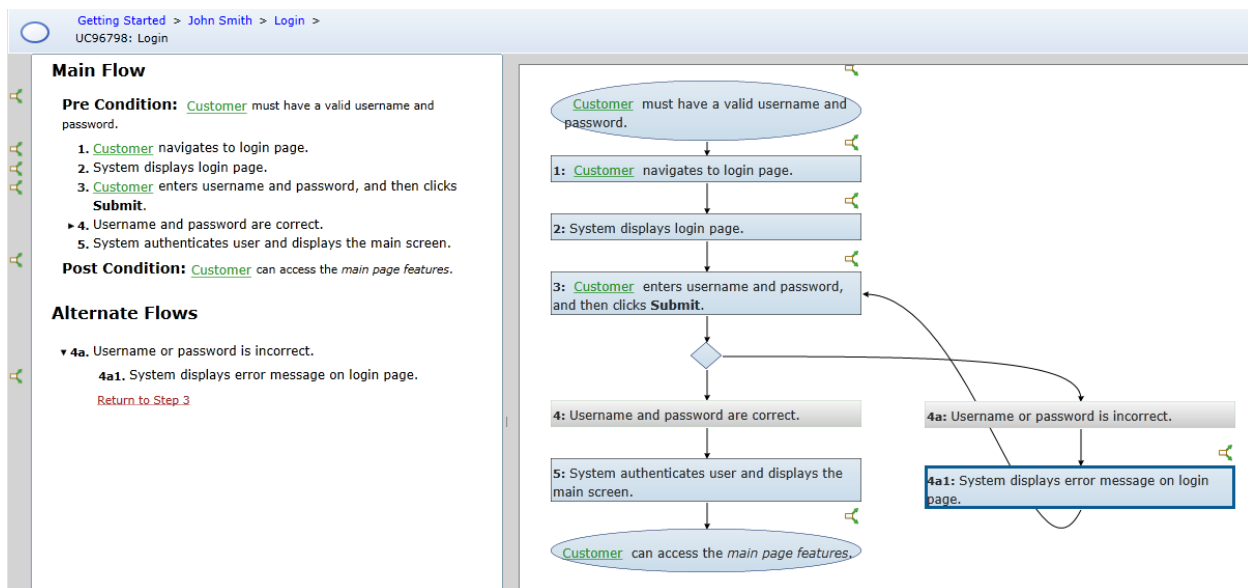 Getting Started > John Smith > Login >
UC96798: Login
Main Flow
Pre Condition: Customer must have a valid username and
password.
1. Customer navigates to login page.
2. System displays login page.
3. Customer enters username and password, and then clicks
Submit.
4. Username and password are correct.
5. System authenticates user and displays the main screen.
Post Condition: Customer can access the main page features.
Alternate Flows
4a. Username or password is incorrect.
4a1. System displays error message on login page.
Return to Step 3
Customer must have a valid username and
password.
1: Customer navigates to login page.
2: System displays login page.
3: Customer enters username and password,
and then clicks Submit.
4: Username and password are correct.
4a: Username or password is incorrect.
5: System authenticates user and displays the
main screen.
4a1: System displays error message on login
page.
Customer can access the main page features.